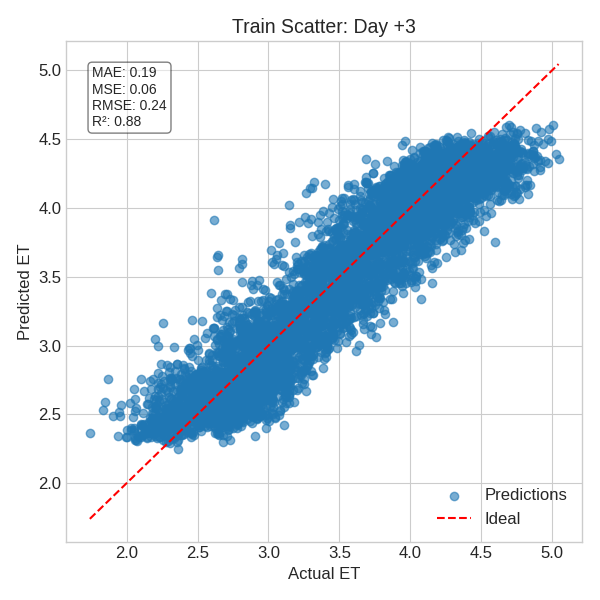 Train Scatter: Day +3
MAE: 0.19
MSE: 0.06
RMSE: 0.24
R²: 0.88
5.0
4.5
4.0
3.5
3.0
2.5
2.0
Predicted ET
Predictions
Ideal
2.0 2.5 3.0 3.5 4.0 4.5 5.0
Actual ET